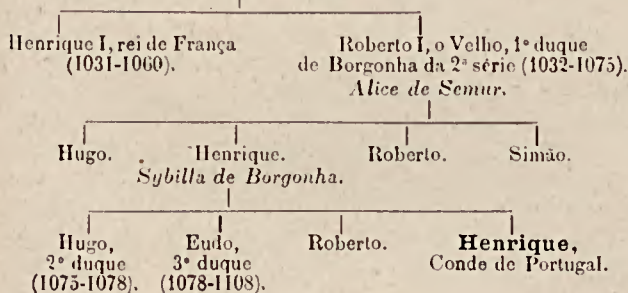 Henrique I, rei de França Roberto I, o Velho, 1º duque
(1031-1060). de Borgonha da 2ª série (1032-1075).
Alice de Semur.
Hugo. Henrique. Roberto. Simão.
Sybilla de Borgonha.
Hugo, Eudo, Roberto. Henrique,
2º duque 3º duque Conde de Portugal.
(1075-1078). (1078-1108).